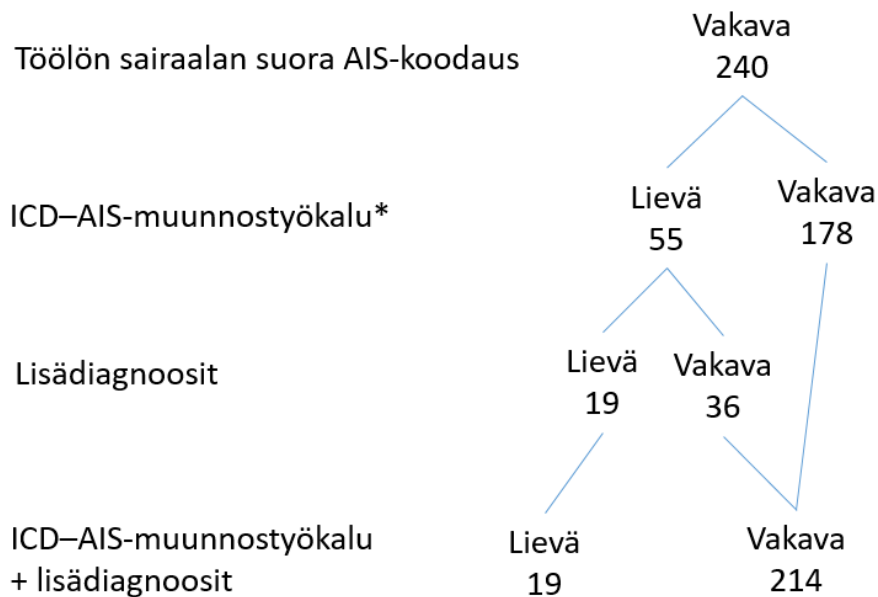 Töölön sairaalan suora AIS-koodaus
Vakava
240
ICD–AIS-muunnostyökalu*
Lievä
55
Vakava
178
Lisädiagnoosit
Lievä
19
Vakava
36
ICD–AIS-muunnostyökalu
+ lisädiagnoosit
Lievä
19
Vakava
214